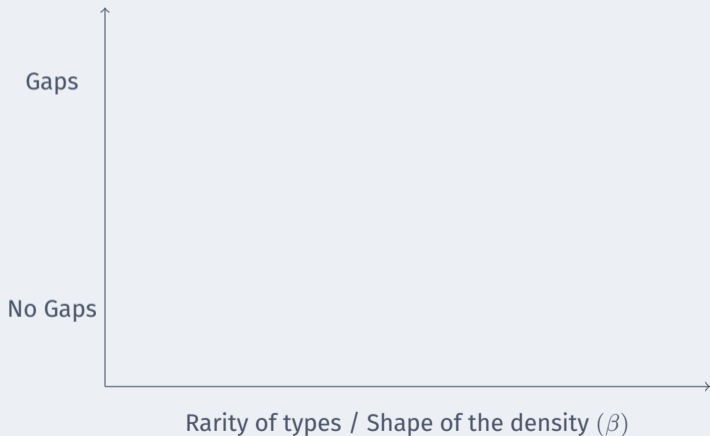 Gaps
No Gaps
Rarity of types / Shape of the density (β)